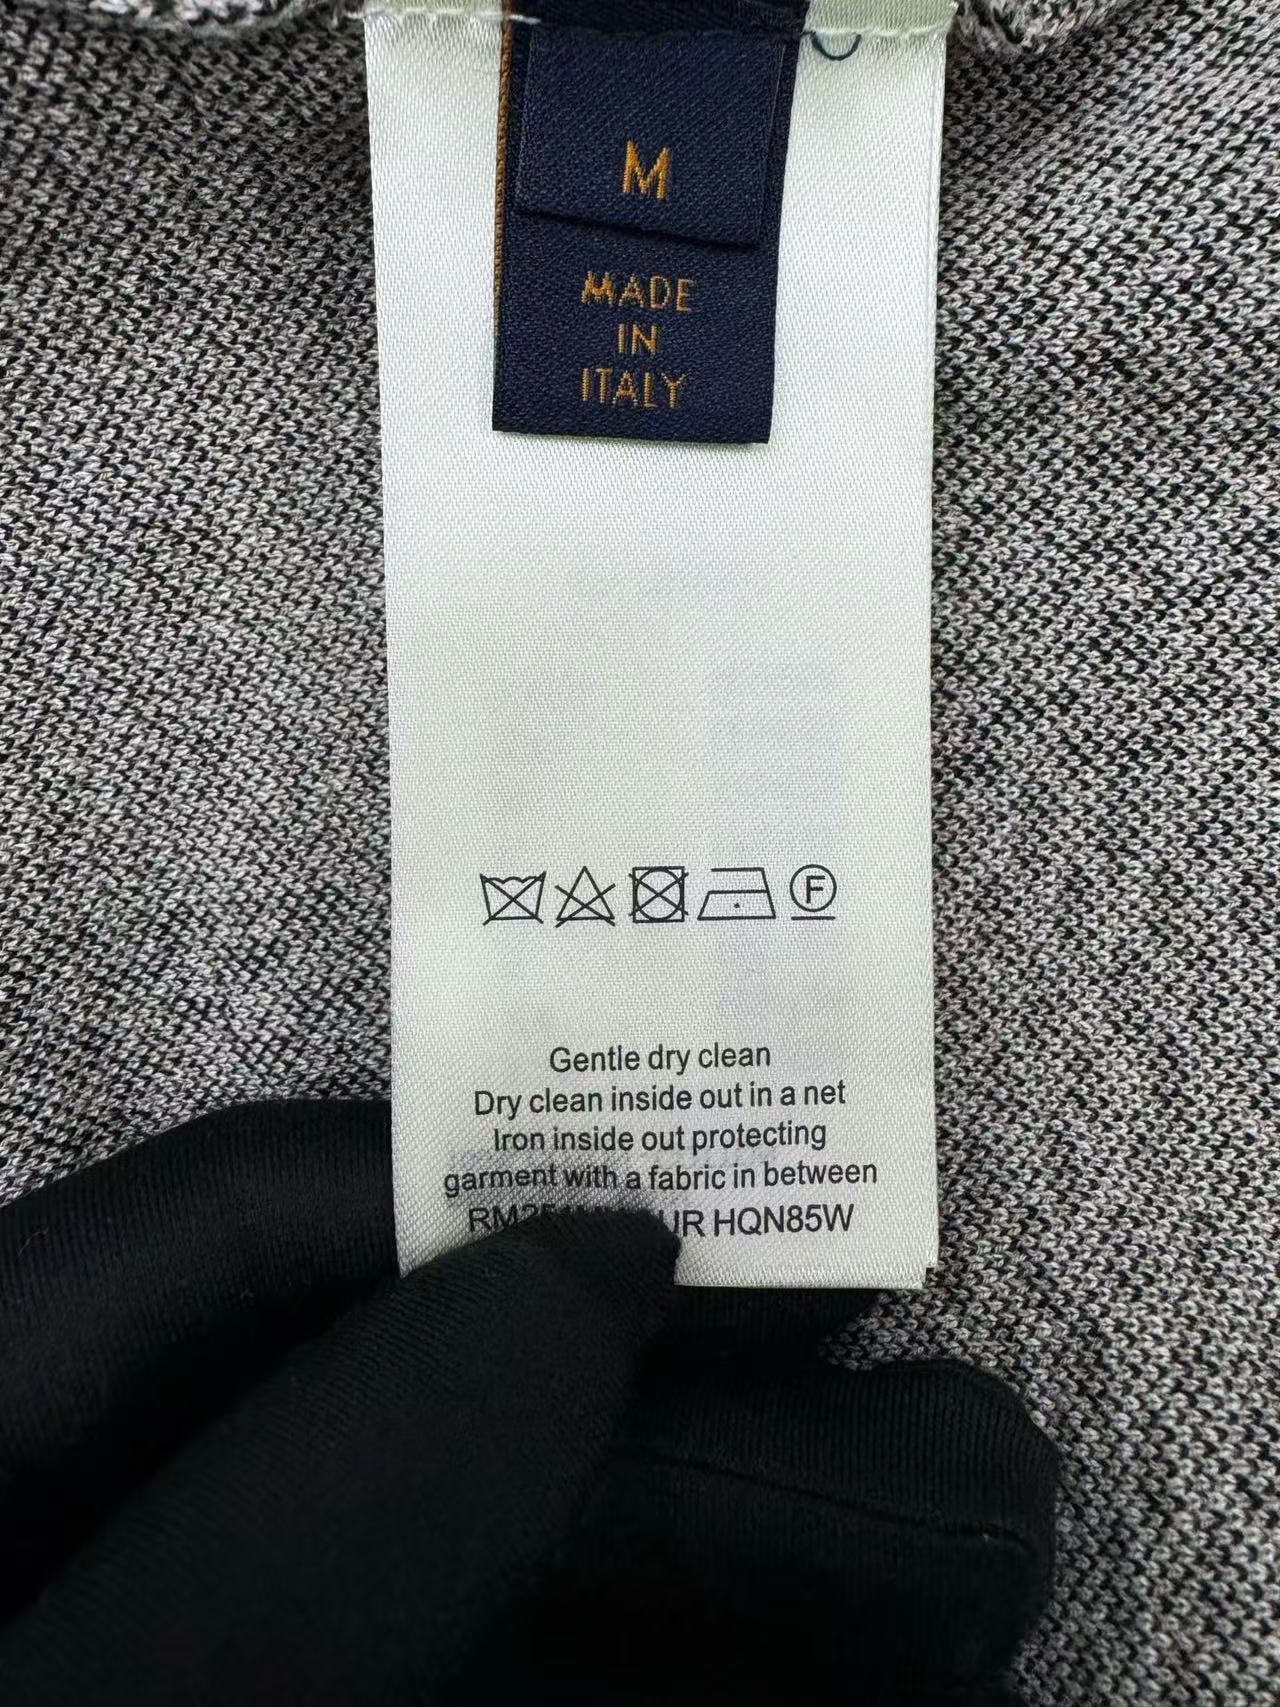 M
MADE
IN
ITALY
F
Gentle dry clean
Dry clean inside out in a net
Iron inside out protecting
garment with a fabric in between
HQN85W